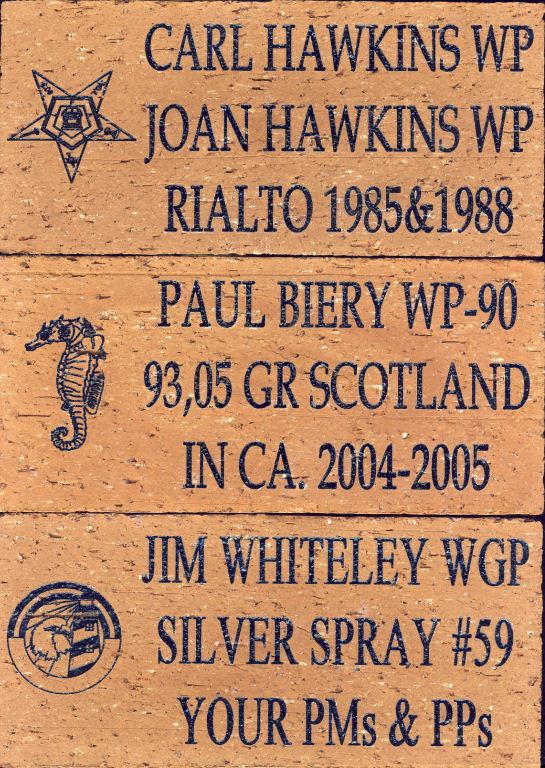 CARL HAWKINS WP
JOAN HAWKINS WP
RIALTO 1985&1988
PAUL BIERY WP-90
93,05 GR SCOTLAND
IN CA. 2004-2005
JIM WHITELEY WGP
SILVER SPRAY #59
YOUR PMs & PPs